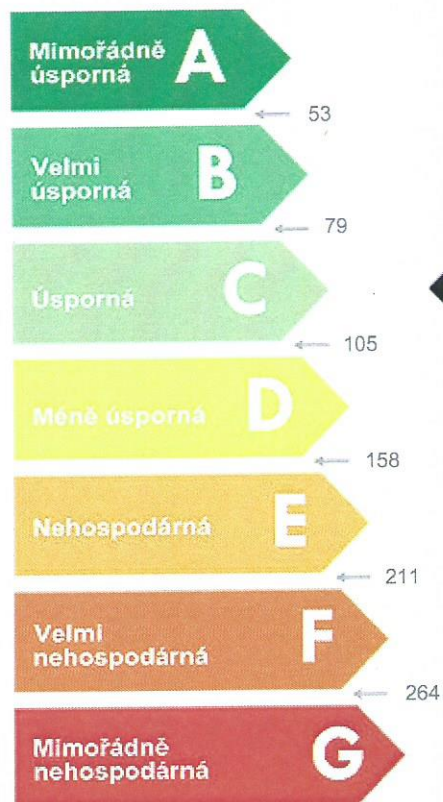 Mimořádně
úsporná A
53
Velmi
úsporná B
79
Úsporná C
105
Méně úsporná D
158
Nehospodárná E
211
Velmi
nehospodárná F
264
Mimořádně
nehospodárná G